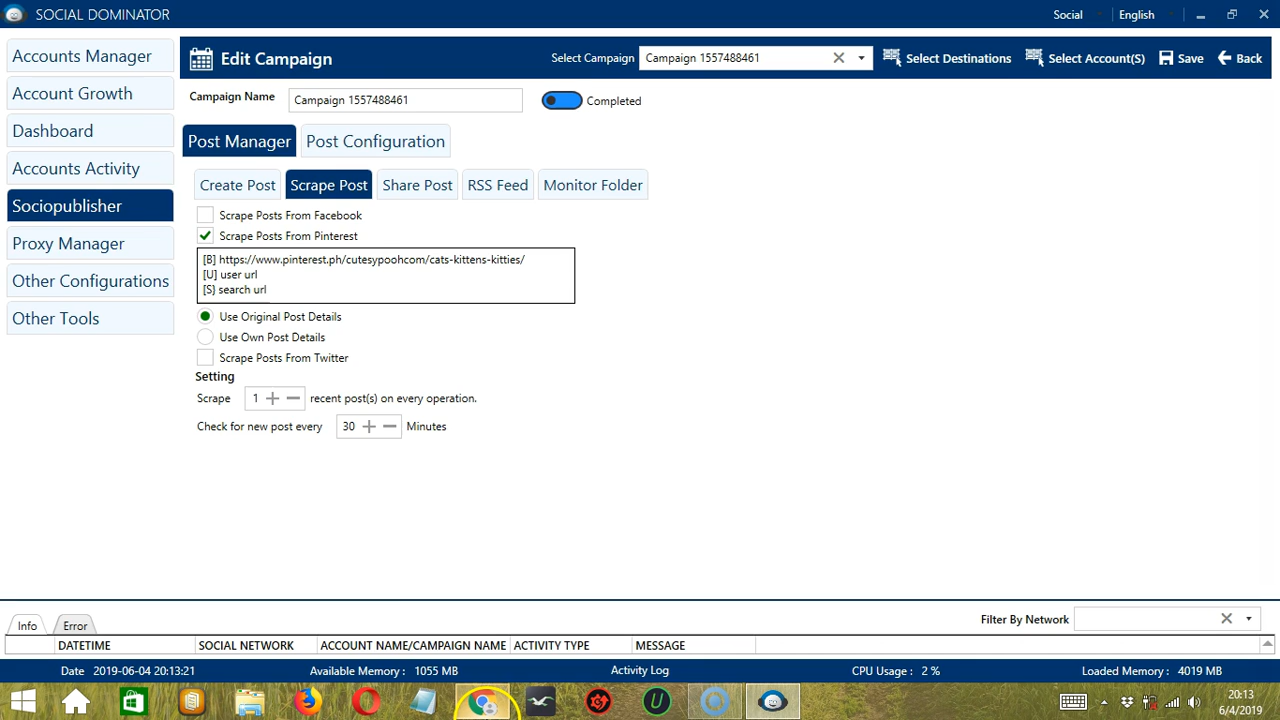 SOCIAL DOMINATOR
Social
English
Accounts Manager
Account Growth
Dashboard
Accounts Activity
Sociopublisher
Proxy Manager
Other Configurations
Other Tools
Edit Campaign
Select Campaign
Campaign 1557488461
Select Destinations
Select Account(S)
Save
Back
Campaign Name
Campaign 1557488461
Completed
Post Manager
Post Configuration
Create Post
Scrape Post
Share Post
RSS Feed
Monitor Folder
Scrape Posts From Facebook
Scrape Posts From Pinterest
[B] https://www.pinterest.ph/cutesypoohcom/cats-kittens-kitties/
[U] user url
[S} search url
Use Original Post Details
Use Own Post Details
Scrape Posts From Twitter
Setting
Scrape 1 recent post(s) on every operation.
Check for new post every 30 Minutes
Info
Error
Filter By Network
DATETIME SOCIAL NETWORK ACCOUNT NAME/CAMPAIGN NAME ACTIVITY TYPE MESSAGE
Date 2019-06-04 20:13:21 Available Memory : 1055 MB Activity Log CPU Usage : 2 % Loaded Memory : 4019 MB
20:13
6/4/2019